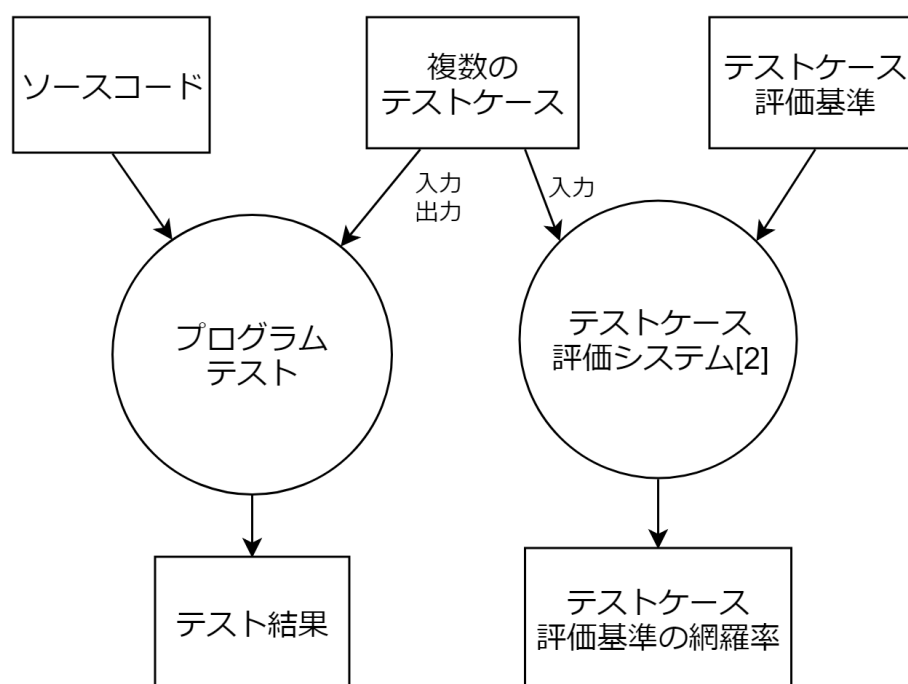 ソースコード
複数の
テストケース
テストケース
評価基準
入力
出力
入力
プログラム
テスト
テストケース
評価システム[2]
テスト結果
テストケース
評価基準の網羅率